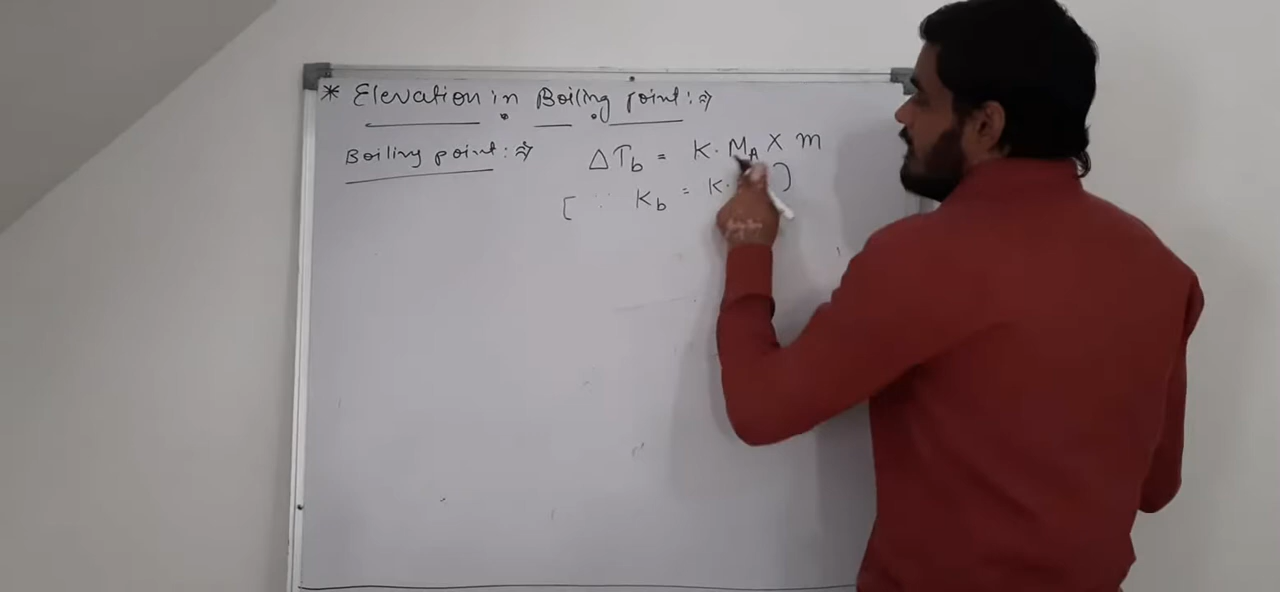 * Elevation in Boiling point :⇒
Boiling point :⇒
ΔT_b = K. M_A × m
[ ∵ K_b = K. )